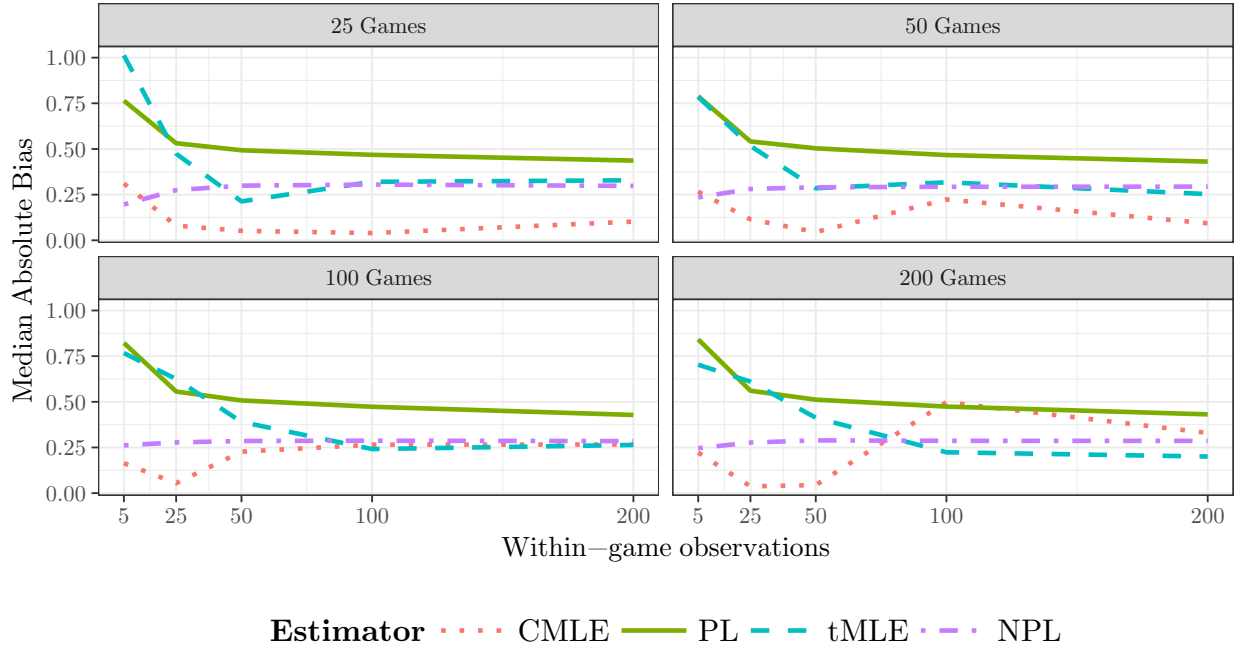 25 Games
50 Games
1.00
0.75
0.50
0.25
0.00
100 Games
200 Games
1.00
0.75
0.50
0.25
0.00
5 25 50 100 200
5 25 50 100 200
Median Absolute Bias
Within−game observations
Estimator CMLE PL tMLE NPL